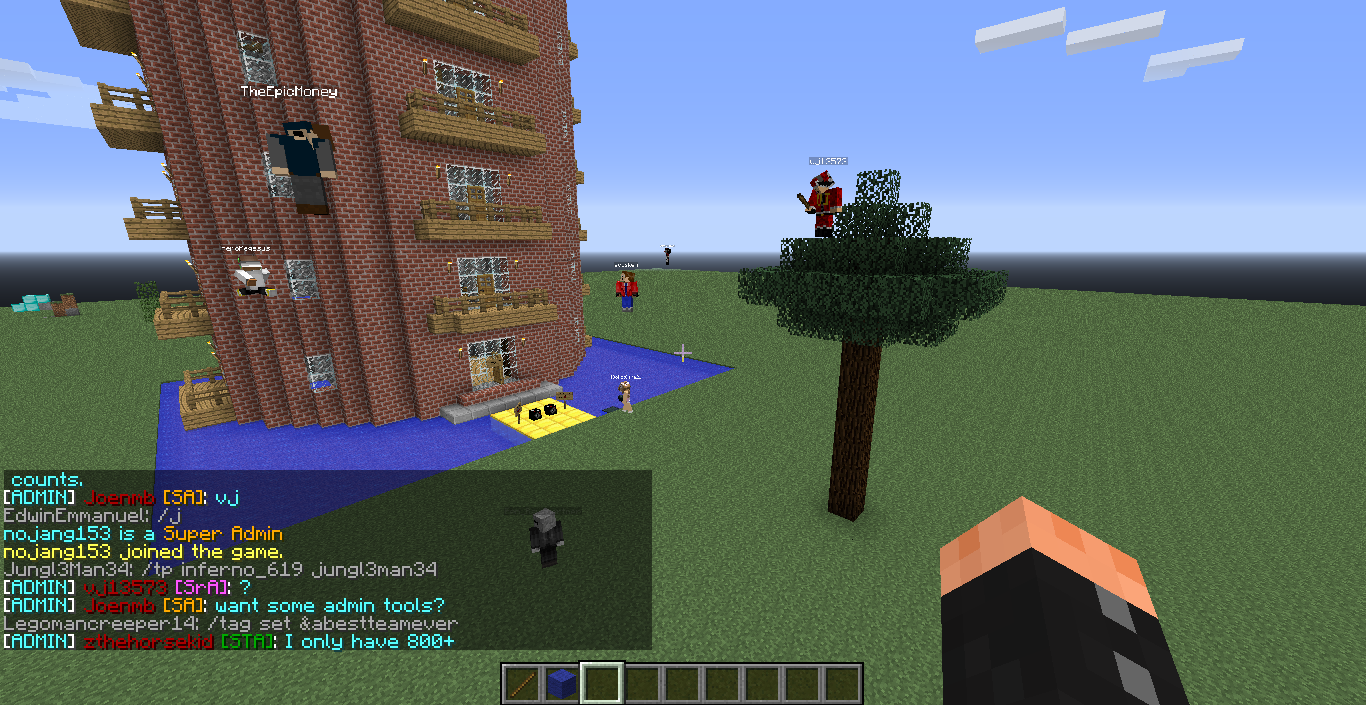 TheEpicMoney
vj13573
counts.
[ADMIN] Joenmb [SA]: vj
EdwinEmmanuel: /j
nojang153 is a Super Admin
nojang153 joined the game.
Jungl3Man34: /tp inferno_619 jungl3man34
[ADMIN] vj13573 [SrA]: ?
[ADMIN] Joenmb [SA]: want some admin tools?
Legomancreeper14: /tag set &abestteamever
[ADMIN] zthehorsekid [STA]: I only have 800+